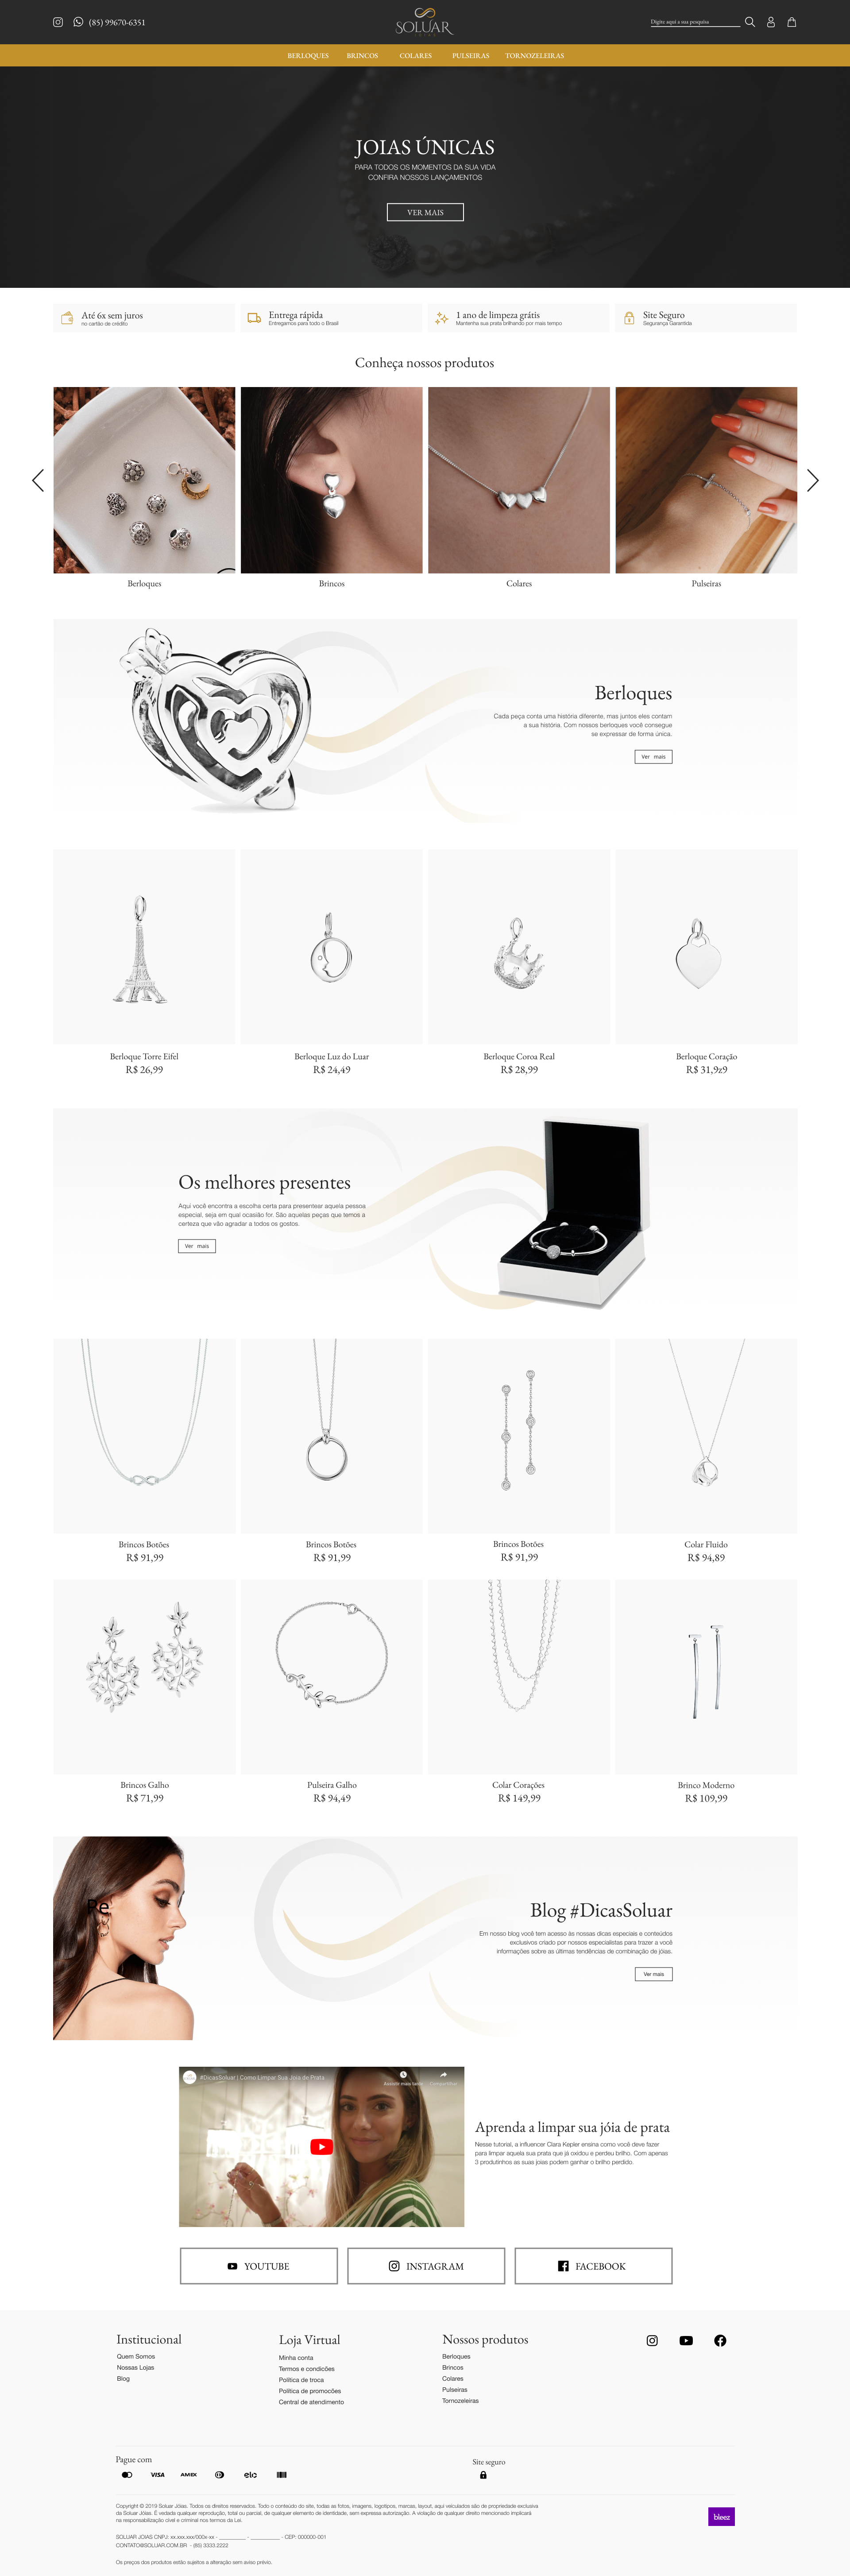 (85) 99670-6351
SOLUAR
JOIAS
Digite aqui a sua pesquisa
BERLOQUES BRINCOS COLARES PULSEIRAS TORNOZELEIRAS
JOIAS ÚNICAS
PARA TODOS OS MOMENTOS DA SUA VIDA
CONFIRA NOSSOS LANÇAMENTOS
VER MAIS
Até 6x sem juros
no cartão de crédito
Entrega rápida
Entregamos para todo o Brasil
1 ano de limpeza grátis
Mantenha sua prata brilhando por mais tempo
Site Seguro
Segurança Garantida
Conheça nossos produtos
Berloques Brincos Colares Pulseiras
Berloques
Cada peça conta uma história diferente, mas juntos eles contam
a sua história. Com nossos berloques você consegue
se expressar de forma única.
Ver mais
Berloque Torre Eifel
R$ 26,99
Berloque Luz do Luar
R$ 24,49
Berloque Coroa Real
R$ 28,99
Berloque Coração
R$ 31,9z9
Os melhores presentes
Aqui você encontra a escolha certa para presentear aquela pessoa
especial, seja em qual ocasião for. São aquelas peças que temos a
certeza que vão agradar a todos os gostos.
Ver mais
Brincos Botões
R$ 91,99
Brincos Botões
R$ 91,99
Brincos Botões
R$ 91,99
Colar Fluido
R$ 94,89
Brincos Galho
R$ 71,99
Pulseira Galho
R$ 94,49
Colar Corações
R$ 149,99
Brinco Moderno
R$ 109,99
Re
Blog #DicasSoluar
Em nosso blog você tem acesso às nossas dicas especiais e conteúdos
exclusivos criado por nossos especialistas para trazer a você
informações sobre as últimas tendências de combinação de jóias.
Ver mais
#DicasSoluar | Como Limpar Sua Joia de Prata
Assistir mais tarde
Compartilhar
Aprenda a limpar sua jóia de prata
Nesse tutorial, a influencer Clara Kepler ensina como você deve fazer
para limpar aquela sua prata que já oxidou e perdeu brilho. Com apenas
3 produtinhos as suas joias podem ganhar o brilho perdido.
YOUTUBE
INSTAGRAM
FACEBOOK
Institucional
Quem Somos
Nossas Lojas
Blog
Loja Virtual
Minha conta
Termos e condicões
Política de troca
Política de promocões
Central de atendimento
Nossos produtos
Berloques
Brincos
Colares
Pulseiras
Tornozeleiras
Pague com
VISA AMEX elo
Site seguro
Copyright © 2019 Soluar Jóias. Todos os direitos reservados. Todo o conteúdo do site, todas as fotos, imagens, logotipos, marcas, layout, aqui veiculados são de propriedade exclusiva
da Soluar Jóias. É vedada qualquer reprodução, total ou parcial, de qualquer elemento de identidade, sem expressa autorização. A violação de qualquer direito mencionado implicará
na responsabilização cível e criminal nos termos da Lei.
bleez
SOLUAR JOIAS CNPJ: xx.xxx.xxx/000x-xx - _________ - __________ - CEP: 000000-001
CONTATO@SOLUAR.COM.BR - (85) 3333.2222
Os preços dos produtos estão sujeitos a alteração sem aviso prévio.